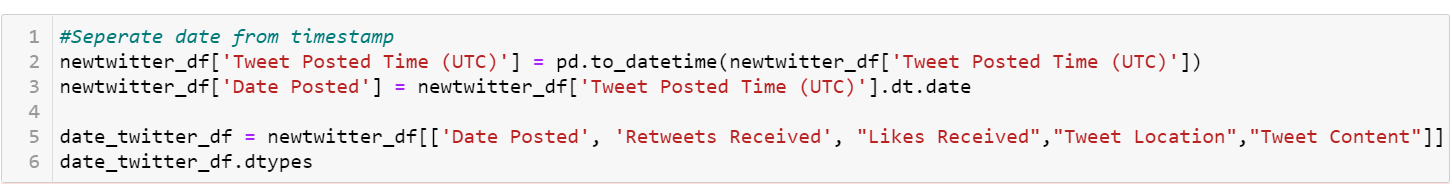 1 #Seperate date from timestamp
2 newtwitter_df['Tweet Posted Time (UTC)'] = pd.to_datetime(newtwitter_df['Tweet Posted Time (UTC)'])
3 newtwitter_df['Date Posted'] = newtwitter_df['Tweet Posted Time (UTC)'].dt.date
4
5 date_twitter_df = newtwitter_df[['Date Posted', 'Retweets Received', "Likes Received","Tweet Location","Tweet Content"]]
6 date_twitter_df.dtypes